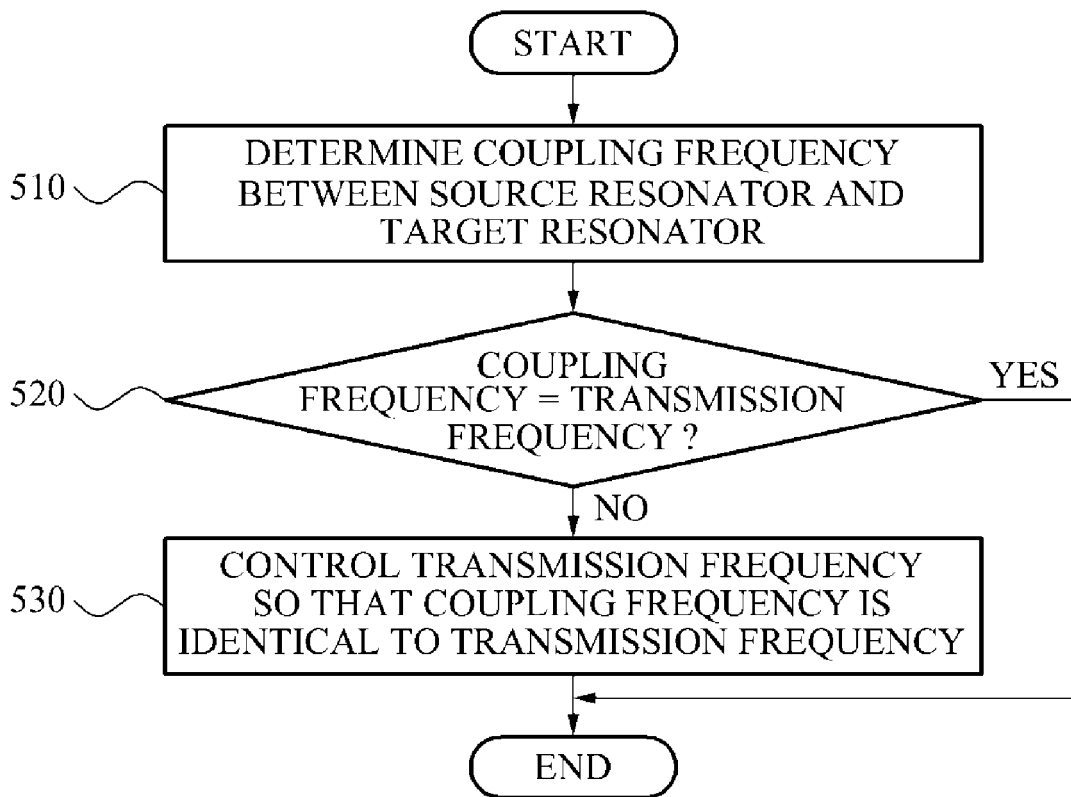 START
510
DETERMINE COUPLING FREQUENCY
BETWEEN SOURCE RESONATOR AND
TARGET RESONATOR
520
COUPLING
FREQUENCY = TRANSMISSION
FREQUENCY ?
YES
NO
530
CONTROL TRANSMISSION FREQUENCY
SO THAT COUPLING FREQUENCY IS
IDENTICAL TO TRANSMISSION FREQUENCY
END